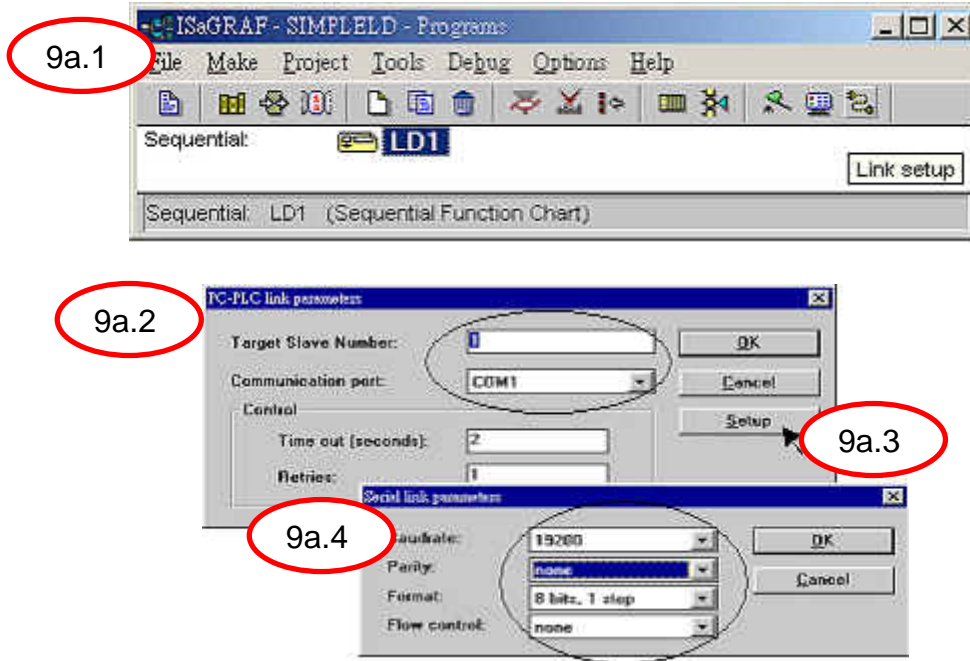 9a.1
ISaGRAF - SIMPLELD - Programs
File Make Project Tools Debug Options Help
Sequential: LD1
Link setup
Sequential: LD1 (Sequential Function Chart)
9a.2
PC-PLC link parameters
Target Slave Number: 1
OK
Communication port: COM1
Cancel
Control
Setup
9a.3
Time out (seconds): 2
Retries: 1
Serial link parameters
9a.4
Baudrate: 19200
OK
Parity: none
Cancel
Format: 8 bits, 1 stop
Flow control: none